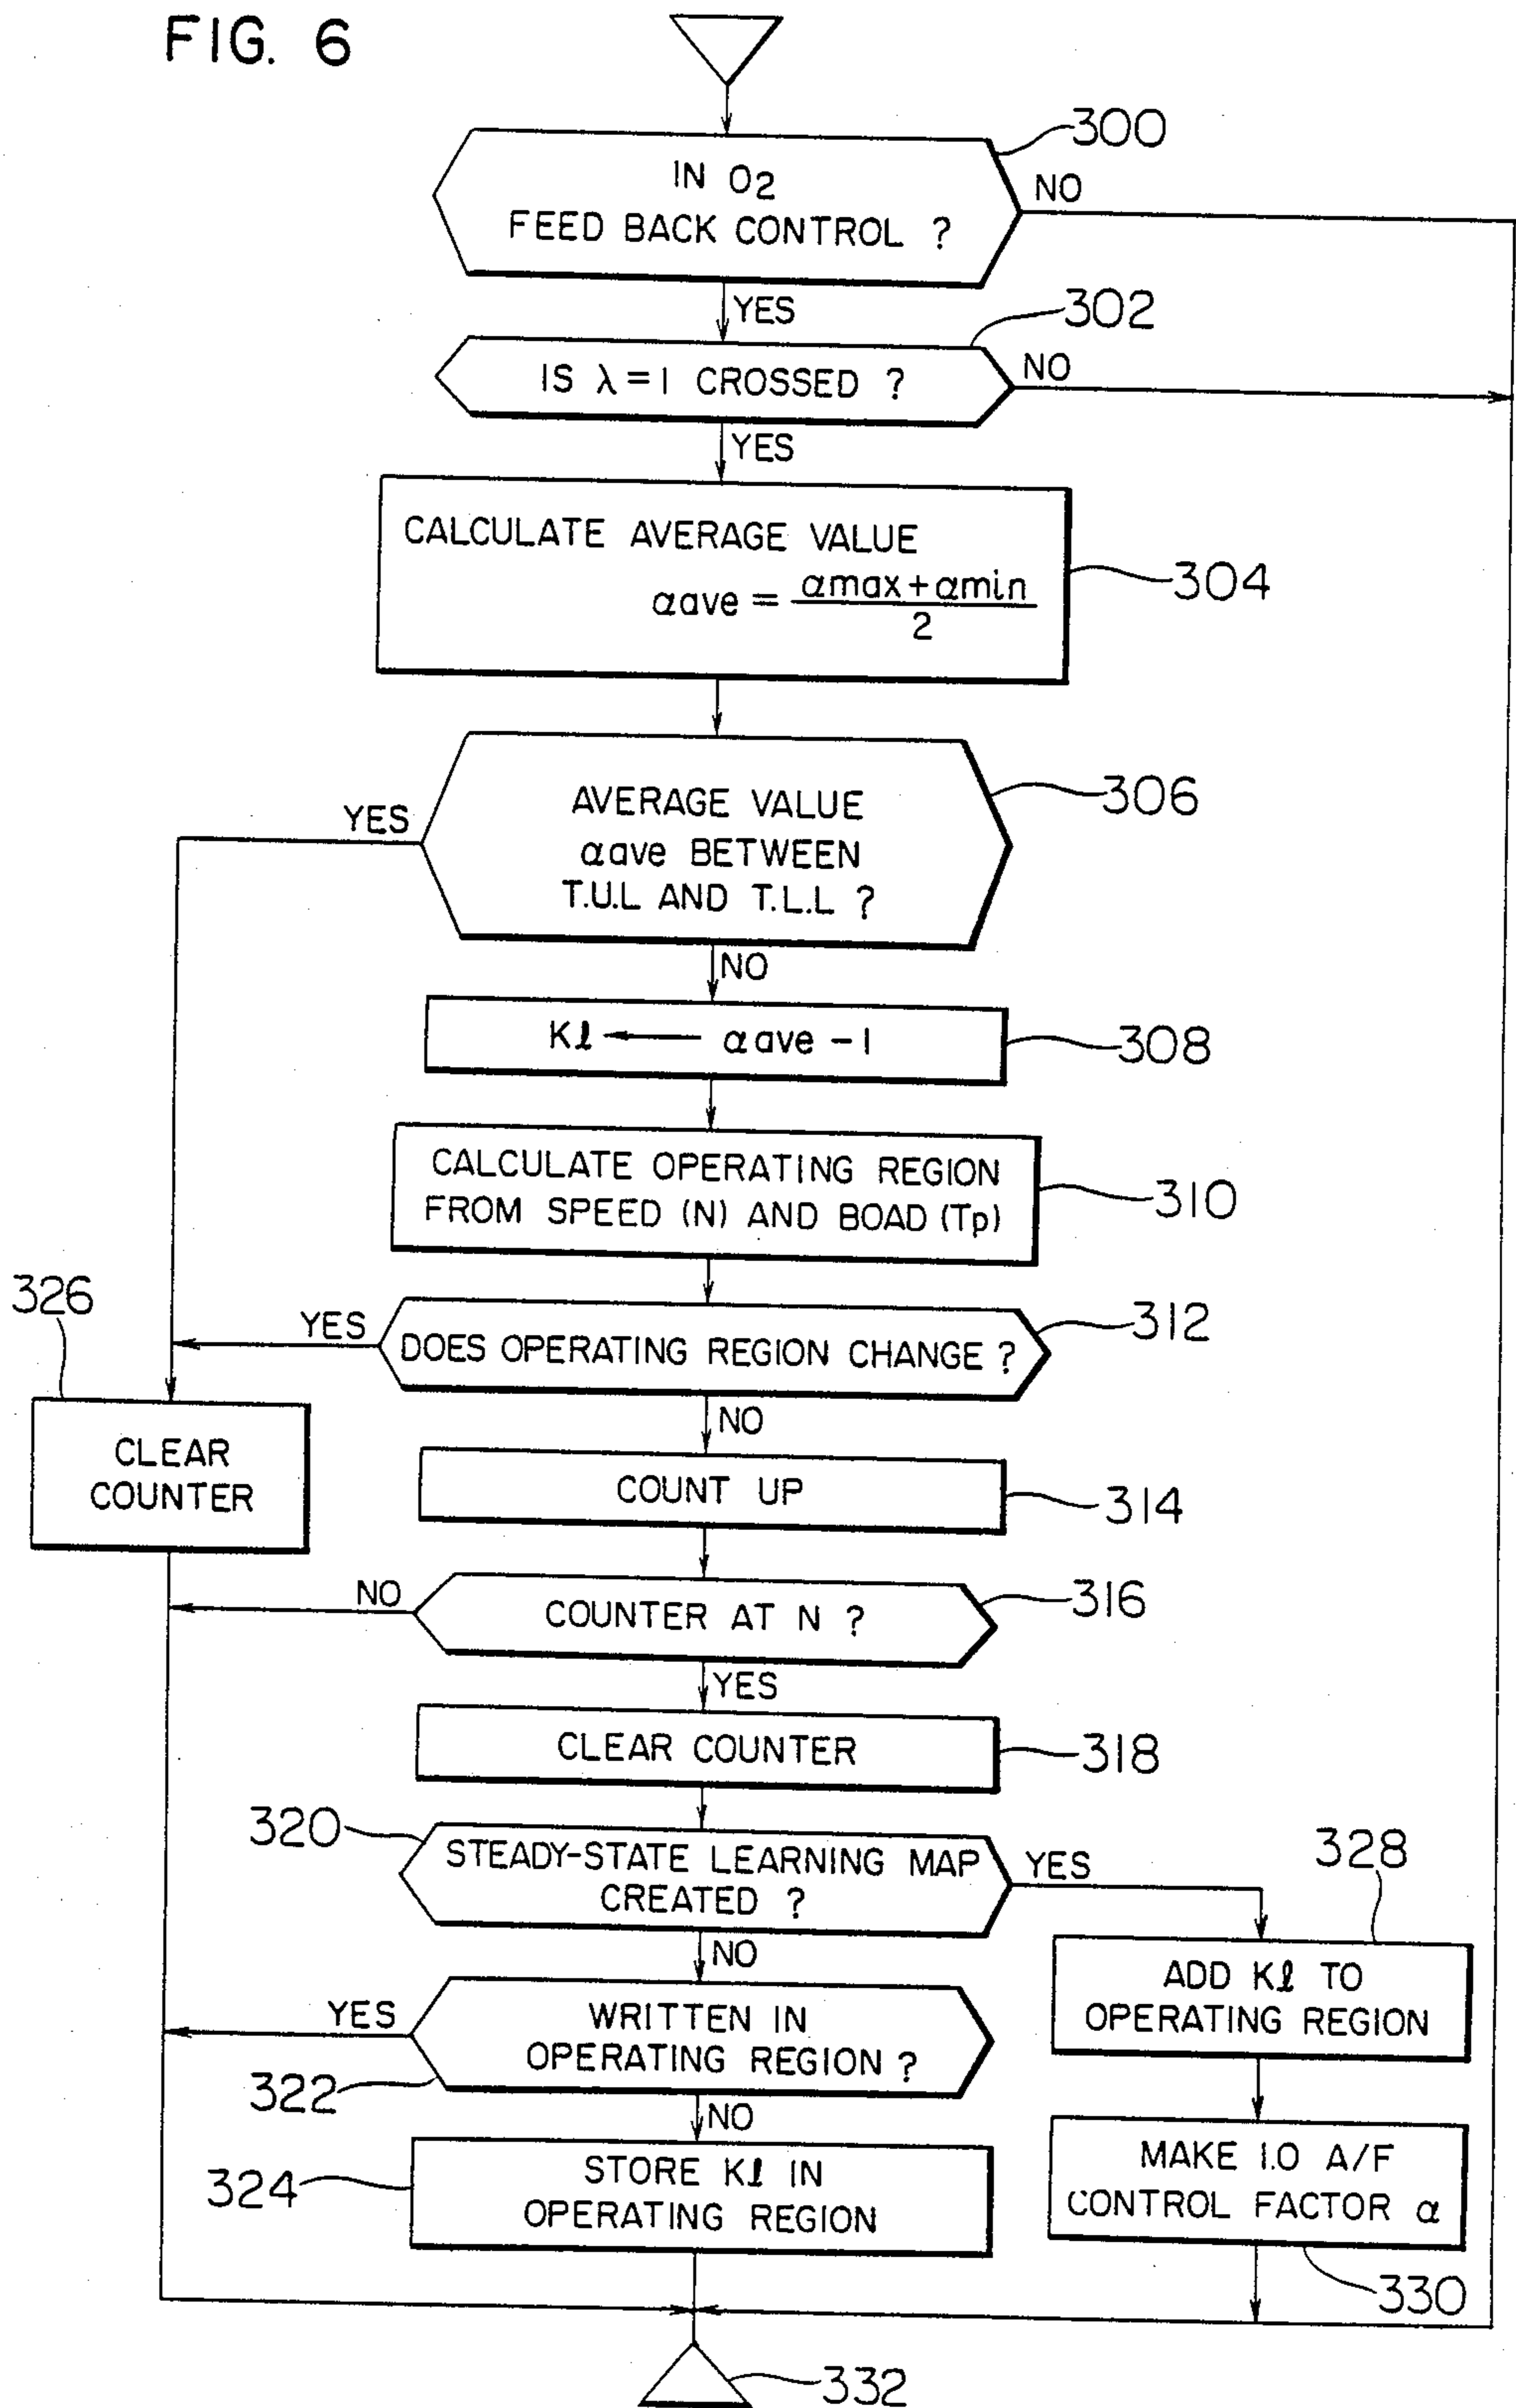 FIG. 6
300
IN O2
FEED BACK CONTROL ?
NO
YES
302
IS λ=1 CROSSED ?
NO
YES
CALCULATE AVERAGE VALUE
αave = αmax+αmin
2
304
306
AVERAGE VALUE
αave BETWEEN
T.U.L AND T.L.L ?
YES
NO
Kl ← αave -1
308
CALCULATE OPERATING REGION
FROM SPEED (N) AND BOAD (Tp)
310
326
YES
DOES OPERATING REGION CHANGE ?
312
NO
CLEAR
COUNTER
COUNT UP
314
NO
COUNTER AT N ?
316
YES
CLEAR COUNTER
318
320
STEADY-STATE LEARNING MAP
CREATED ?
YES
328
NO
ADD Kl TO
OPERATING REGION
YES
WRITTEN IN
OPERATING REGION ?
322
NO
324
STORE Kl IN
OPERATING REGION
MAKE 1.0 A/F
CONTROL FACTOR α
330
332